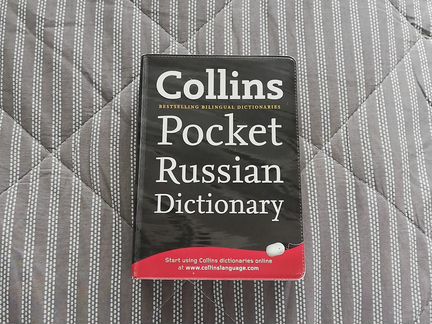 Collins
BESTSELLING BILINGUAL DICTIONARIES
Pocket
Russian
Dictionary
Start using Collins dictionaries online
at www.collinslanguage.com